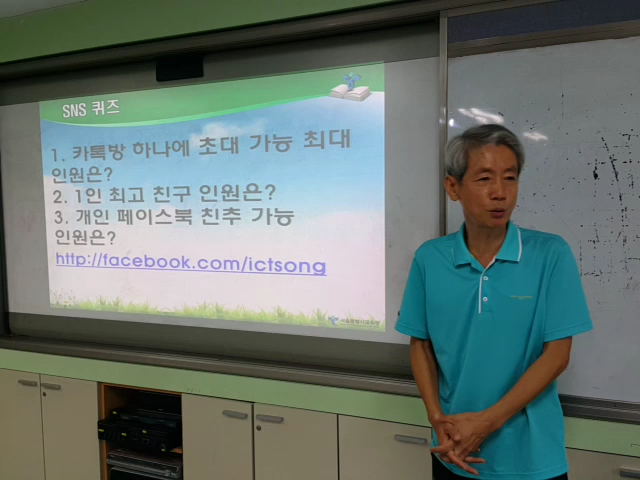 SNS 퀴즈
1. 카톡방 하나에 초대 가능 최대
인원은?
2. 1인 최고 친구 인원은?
3. 개인 페이스북 친추 가능
인원은?
http://facebook.com/ictsong